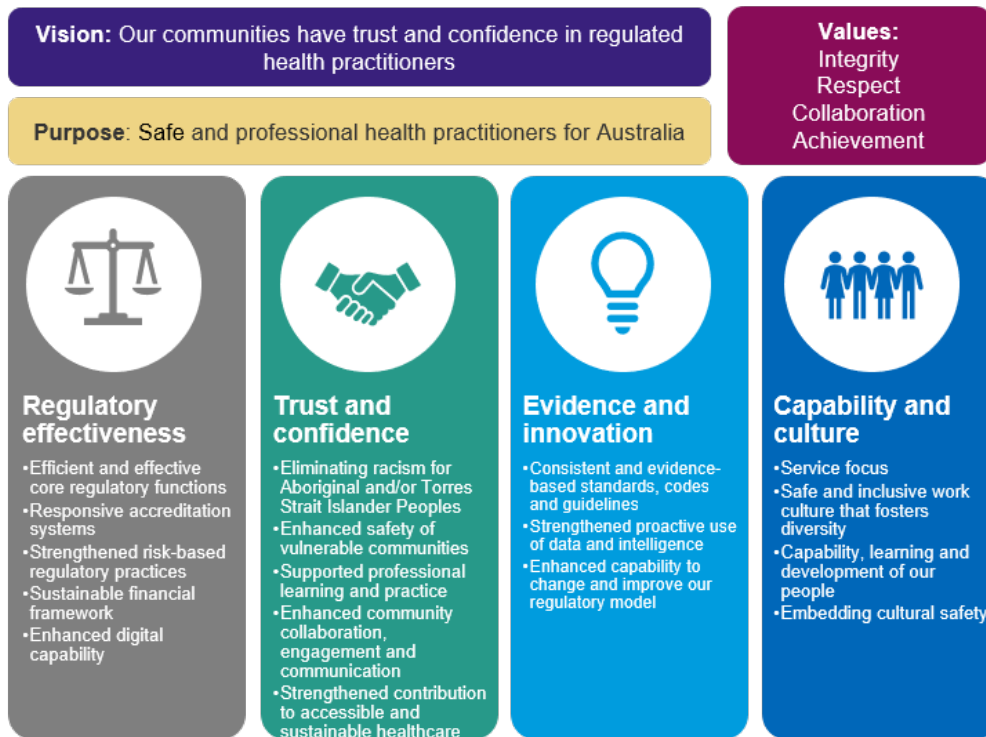 Vision: Our communities have trust and confidence in regulated
health practitioners
Purpose: Safe and professional health practitioners for Australia
Values:
Integrity
Respect
Collaboration
Achievement
Regulatory
effectiveness
•Efficient and effective
core regulatory functions
•Responsive accreditation
systems
•Strengthened risk-based
regulatory practices
•Sustainable financial
framework
•Enhanced digital
capability
Trust and
confidence
•Eliminating racism for
Aboriginal and/or Torres
Strait Islander Peoples
•Enhanced safety of
vulnerable communities
•Supported professional
learning and practice
•Enhanced community
collaboration,
engagement and
communication
•Strengthened contribution
to accessible and
sustainable healthcare
Evidence and
innovation
•Consistent and evidence-
based standards, codes
and guidelines
•Strengthened proactive use
of data and intelligence
•Enhanced capability to
change and improve our
regulatory model
Capability and
culture
•Service focus
•Safe and inclusive work
culture that fosters
diversity
•Capability, learning and
development of our
people
•Embedding cultural safety